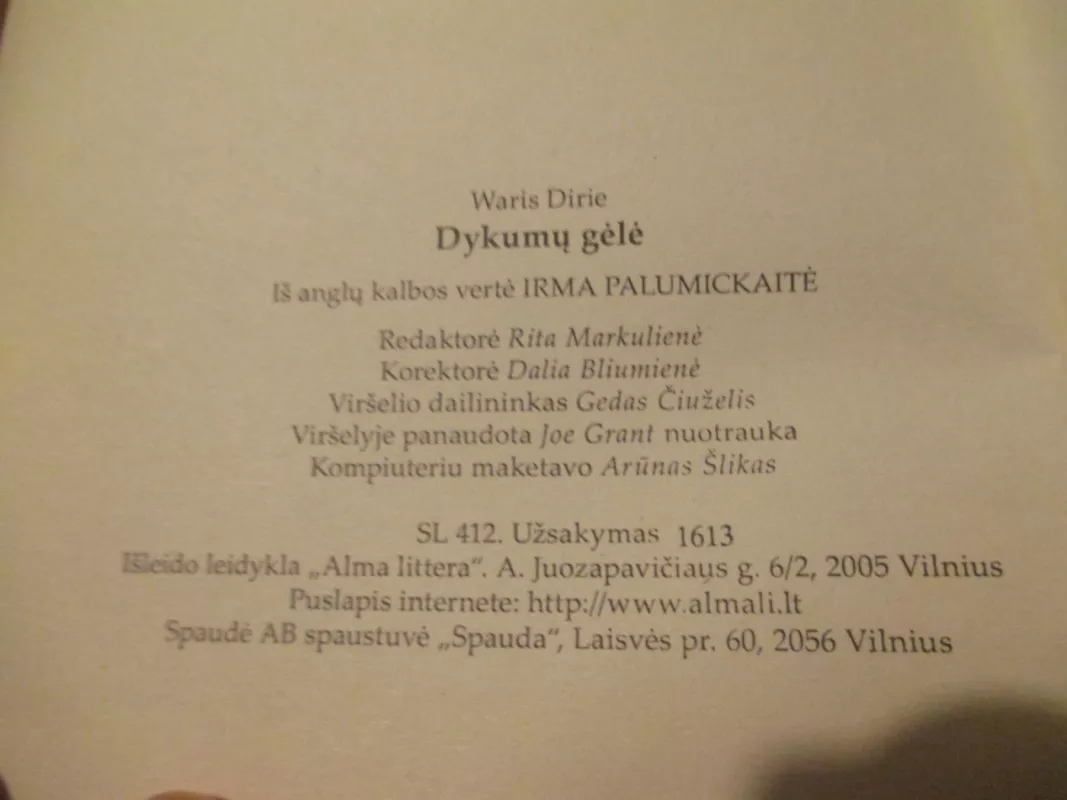 Waris Dirie
Dykumų gėlė
Iš anglų kalbos vertė IRMA PALUMICKAITĖ
Redaktorė Rita Markulienė
Korektorė Dalia Bliumienė
Viršelio dailininkas Gedas Čiuželis
Viršelyje panaudota Joe Grant nuotrauka
Kompiuteriu maketavo Arūnas Šlikas
SL 412. Užsakymas 1613
Išleido leidykla „Alma littera“. A. Juozapavičiaus g. 6/2, 2005 Vilnius
Puslapis internete: http://www.almali.lt
Spaudė AB spaustuvė „Spauda“, Laisvės pr. 60, 2056 Vilnius